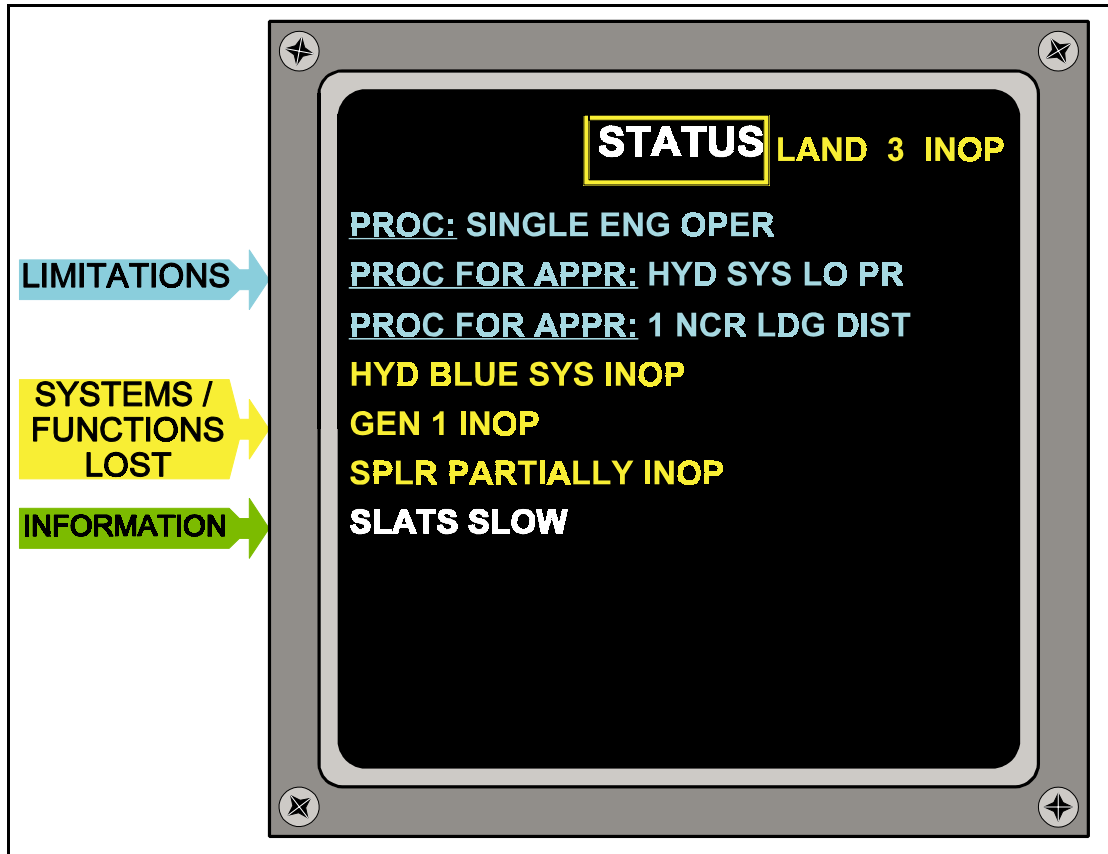 STATUS LAND 3 INOP
PROC: SINGLE ENG OPER
LIMITATIONS
PROC FOR APPR: HYD SYS LO PR
PROC FOR APPR: 1 NCR LDG DIST
HYD BLUE SYS INOP
SYSTEMS /
FUNCTIONS
LOST
GEN 1 INOP
SPLR PARTIALLY INOP
INFORMATION
SLATS SLOW